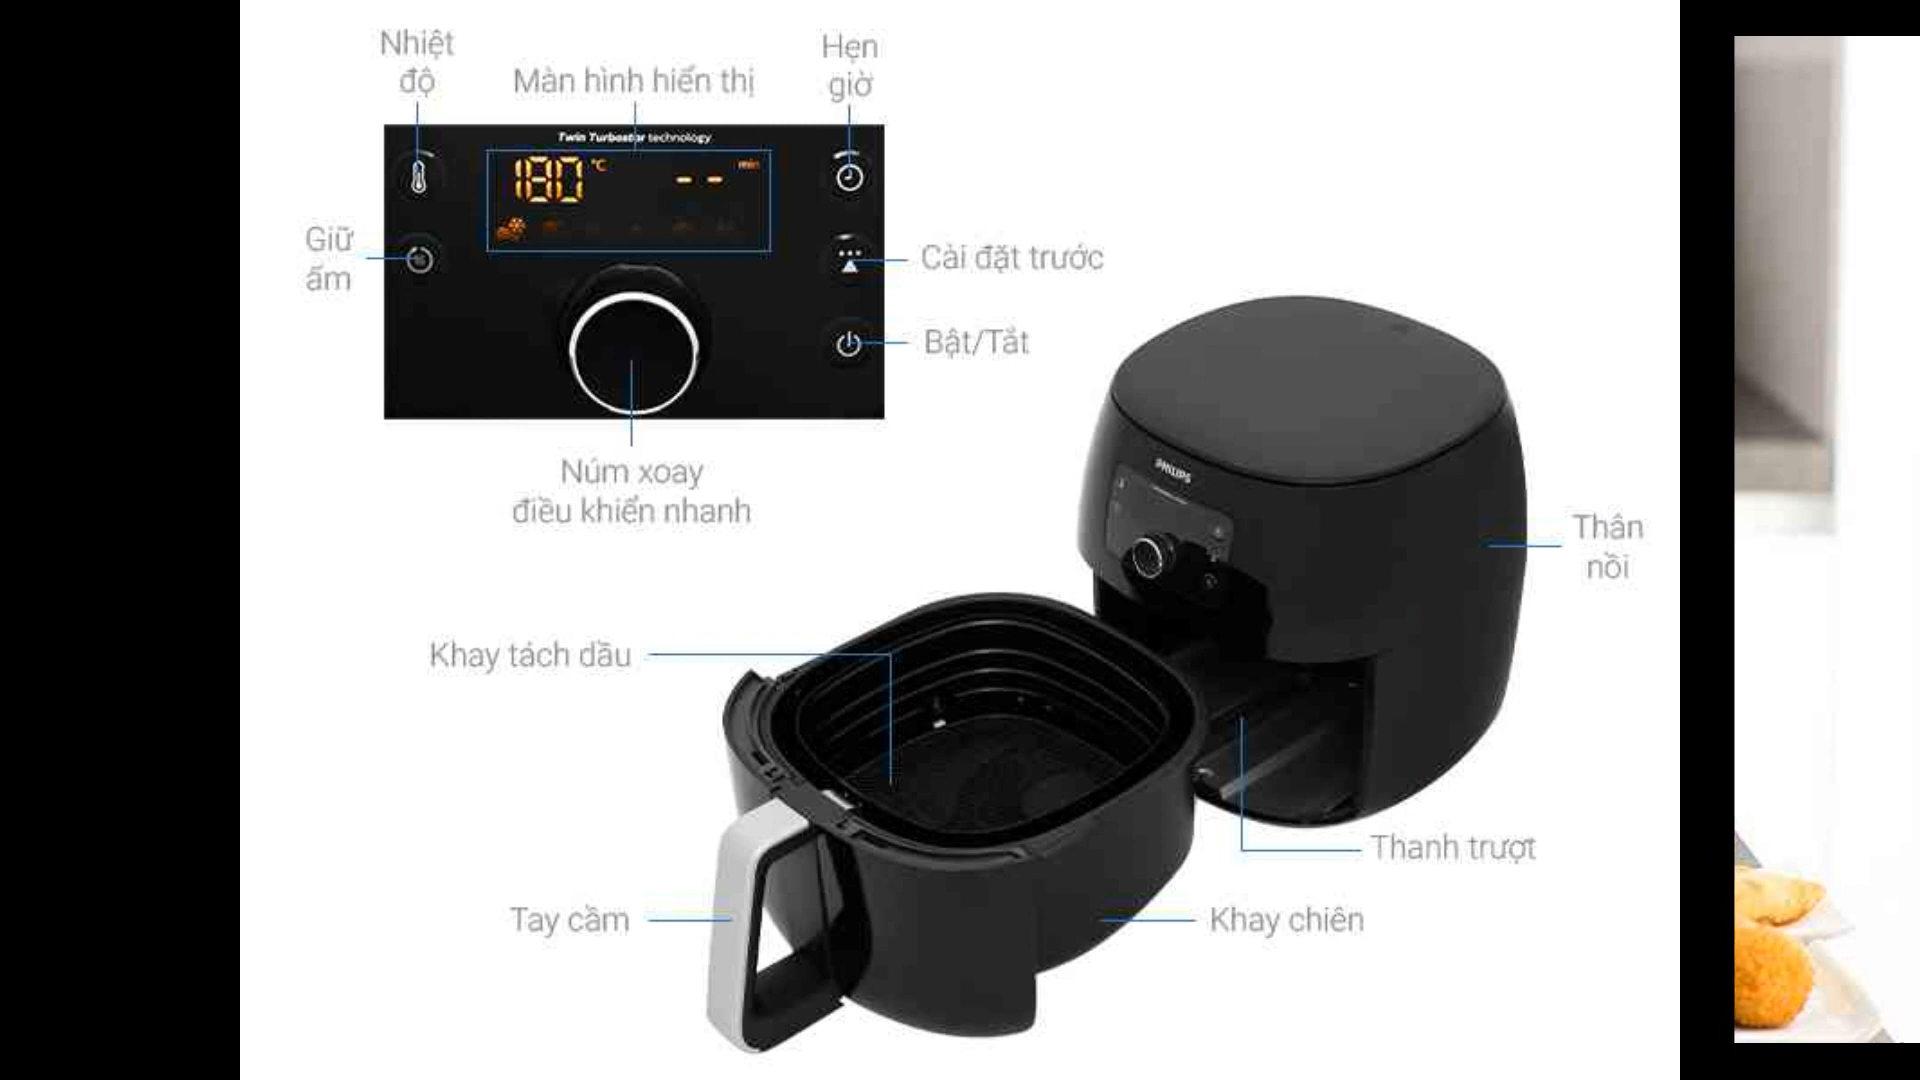 Nhiệt
độ
Màn hình hiển thị
Hẹn
giờ
Twin Turbostar technology
180 °C
-- min
Giữ
ấm
Cài đặt trước
Bật/Tắt
Núm xoay
điều khiển nhanh
PHILIPS
Thân
nồi
Khay tách dầu
Thanh trượt
Tay cầm
Khay chiên